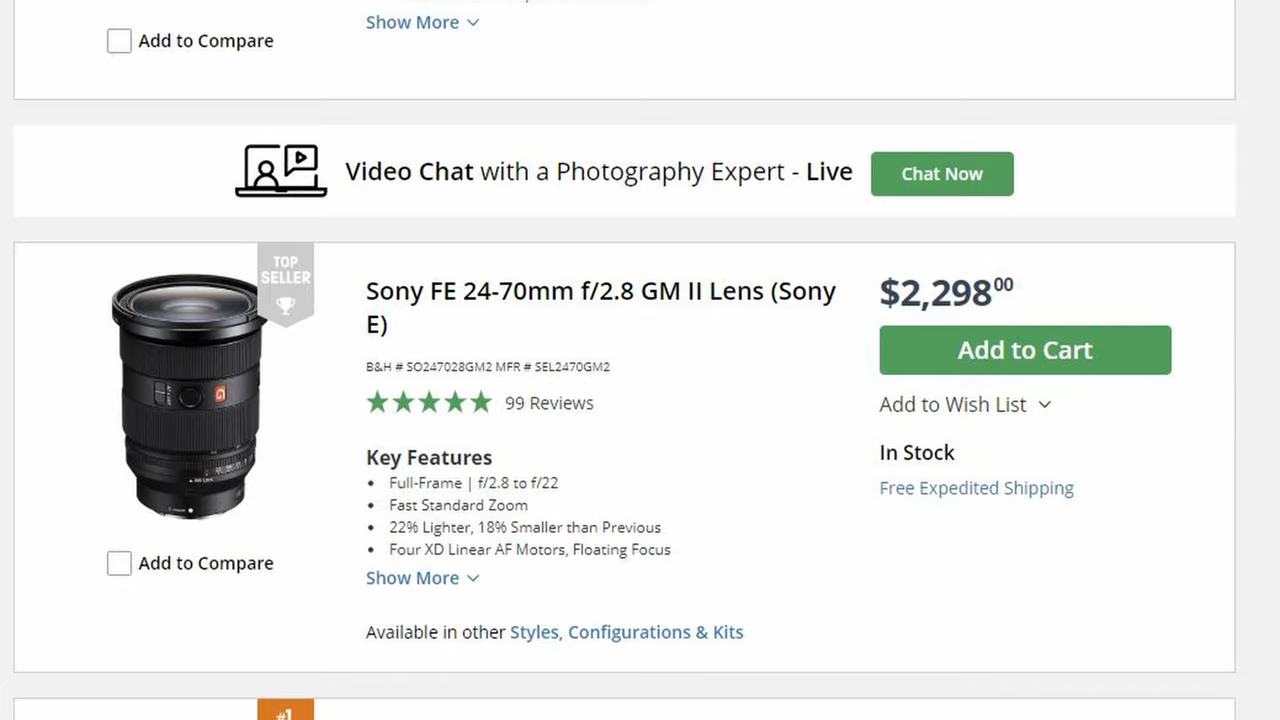 Show More
Add to Compare
Video Chat with a Photography Expert - Live
Chat Now
TOP
SELLER
Sony FE 24-70mm f/2.8 GM II Lens (Sony
E)
$2,298 00
Add to Cart
B&H # SO247028GM2 MFR # SEL2470GM2
99 Reviews
Add to Wish List
In Stock
Free Expedited Shipping
Key Features
Full-Frame | f/2.8 to f/22
Fast Standard Zoom
22% Lighter, 18% Smaller than Previous
Four XD Linear AF Motors, Floating Focus
Add to Compare
Show More
Available in other Styles, Configurations & Kits
#1